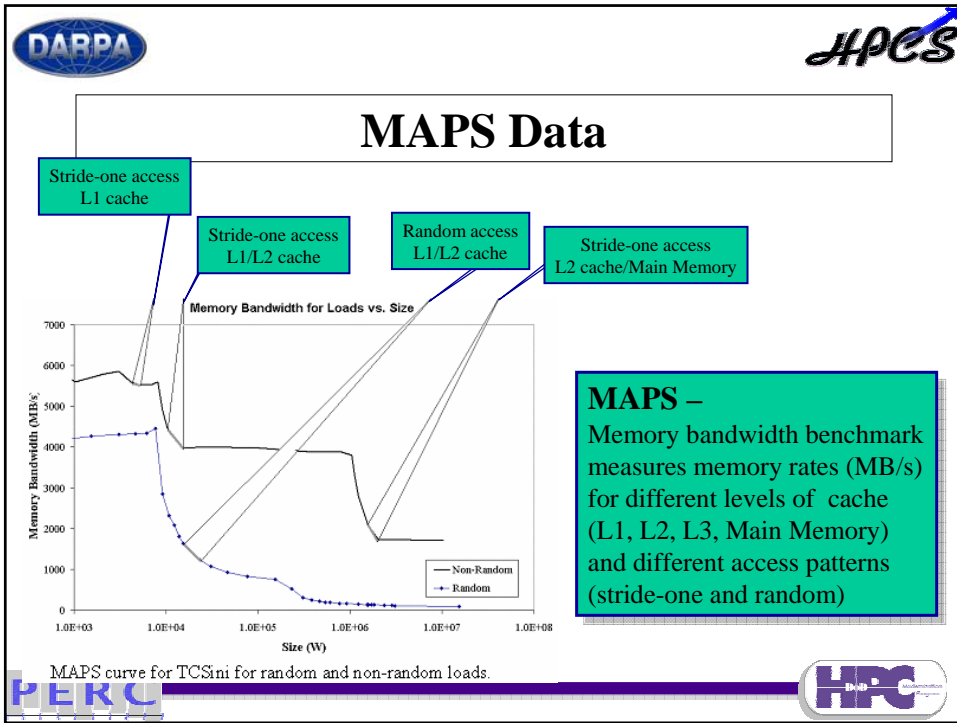 DARPA
HPCS
MAPS Data
Stride-one access
L1 cache
Stride-one access
L1/L2 cache
Random access
L1/L2 cache
Stride-one access
L2 cache/Main Memory
Memory Bandwidth for Loads vs. Size
7000
6000
5000
4000
3000
2000
1000
0
Memory Bandwidth (MB/s)
Non-Random
Random
1.0E+03 1.0E+04 1.0E+05 1.0E+06 1.0E+07 1.0E+08
Size (W)
MAPS curve for TCSini for random and non-random loads.
MAPS –
Memory bandwidth benchmark
measures memory rates (MB/s)
for different levels of cache
(L1, L2, L3, Main Memory)
and different access patterns
(stride-one and random)
PERC
HPC
DoD
Modernization
Program